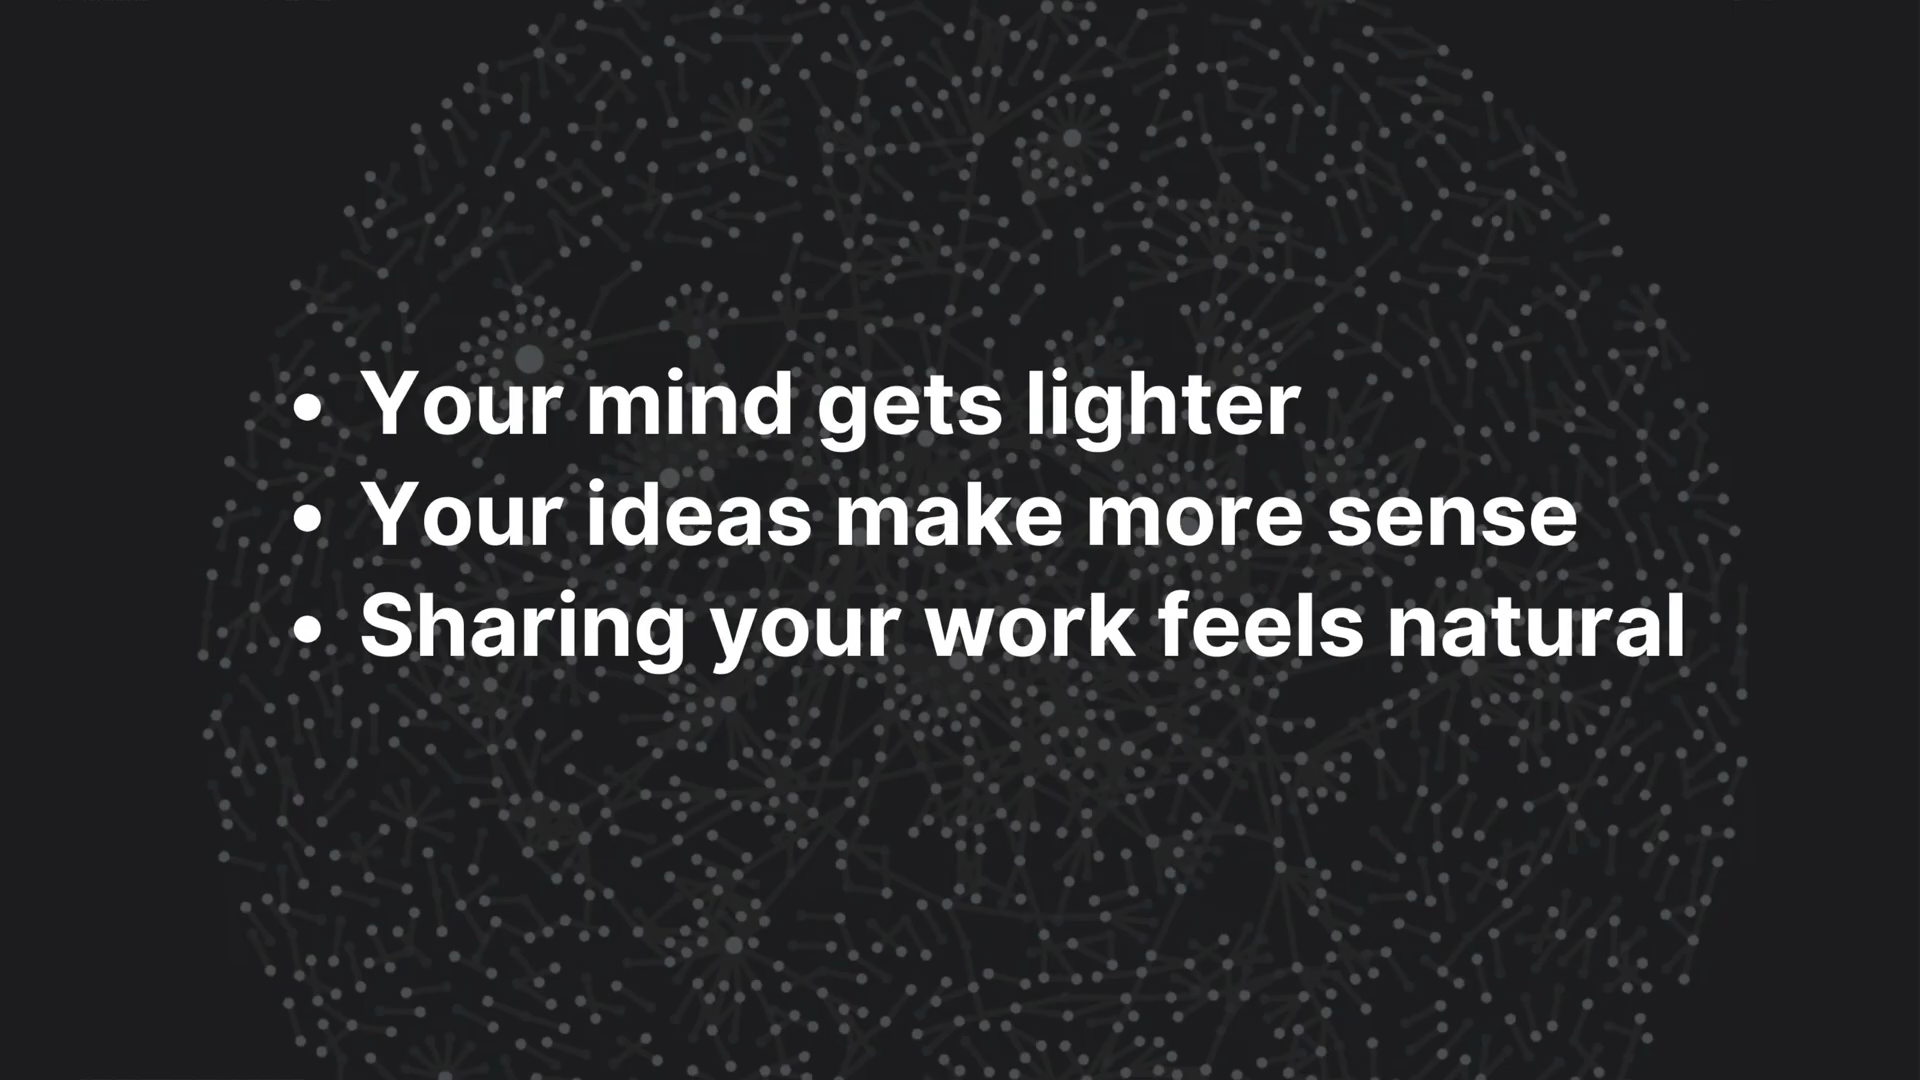 • Your mind gets lighter
• Your ideas make more sense
• Sharing your work feels natural